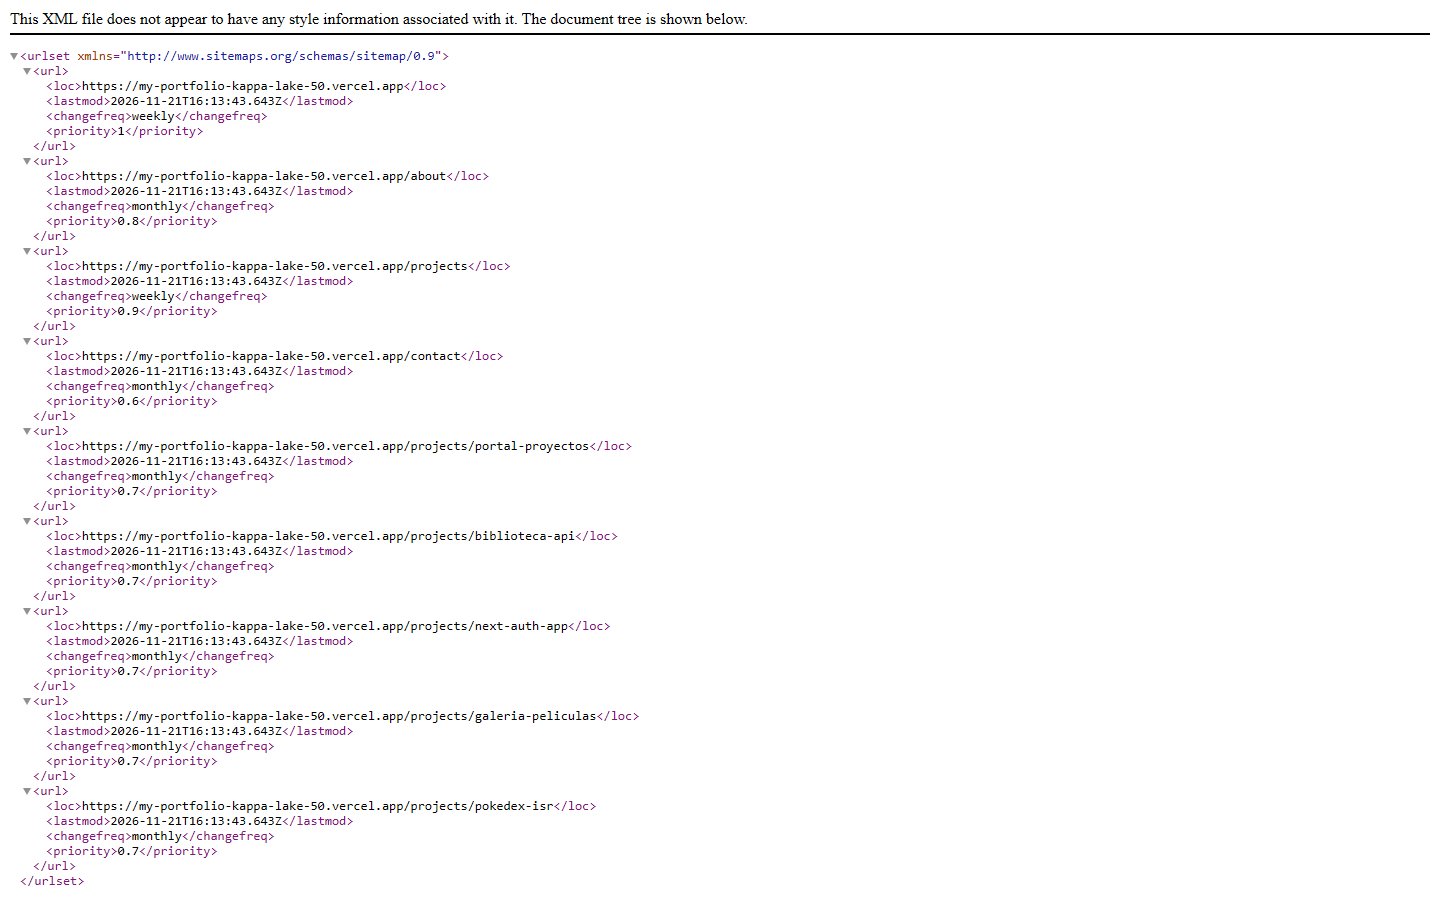 This XML file does not appear to have any style information associated with it. The document tree is shown below.
<urlset xmlns="http://www.sitemaps.org/schemas/sitemap/0.9">
<url>
<loc>https://my-portfolio-kappa-lake-50.vercel.app</loc>
<lastmod>2026-11-21T16:13:43.643Z</lastmod>
<changefreq>weekly</changefreq>
<priority>1</priority>
</url>
<url>
<loc>https://my-portfolio-kappa-lake-50.vercel.app/about</loc>
<lastmod>2026-11-21T16:13:43.643Z</lastmod>
<changefreq>monthly</changefreq>
<priority>0.8</priority>
</url>
<url>
<loc>https://my-portfolio-kappa-lake-50.vercel.app/projects</loc>
<lastmod>2026-11-21T16:13:43.643Z</lastmod>
<changefreq>weekly</changefreq>
<priority>0.9</priority>
</url>
<url>
<loc>https://my-portfolio-kappa-lake-50.vercel.app/contact</loc>
<lastmod>2026-11-21T16:13:43.643Z</lastmod>
<changefreq>monthly</changefreq>
<priority>0.6</priority>
</url>
<url>
<loc>https://my-portfolio-kappa-lake-50.vercel.app/projects/portal-proyectos</loc>
<lastmod>2026-11-21T16:13:43.643Z</lastmod>
<changefreq>monthly</changefreq>
<priority>0.7</priority>
</url>
<url>
<loc>https://my-portfolio-kappa-lake-50.vercel.app/projects/biblioteca-api</loc>
<lastmod>2026-11-21T16:13:43.643Z</lastmod>
<changefreq>monthly</changefreq>
<priority>0.7</priority>
</url>
<url>
<loc>https://my-portfolio-kappa-lake-50.vercel.app/projects/next-auth-app</loc>
<lastmod>2026-11-21T16:13:43.643Z</lastmod>
<changefreq>monthly</changefreq>
<priority>0.7</priority>
</url>
<url>
<loc>https://my-portfolio-kappa-lake-50.vercel.app/projects/galeria-peliculas</loc>
<lastmod>2026-11-21T16:13:43.643Z</lastmod>
<changefreq>monthly</changefreq>
<priority>0.7</priority>
</url>
<url>
<loc>https://my-portfolio-kappa-lake-50.vercel.app/projects/pokedex-isr</loc>
<lastmod>2026-11-21T16:13:43.643Z</lastmod>
<changefreq>monthly</changefreq>
<priority>0.7</priority>
</url>
</urlset>